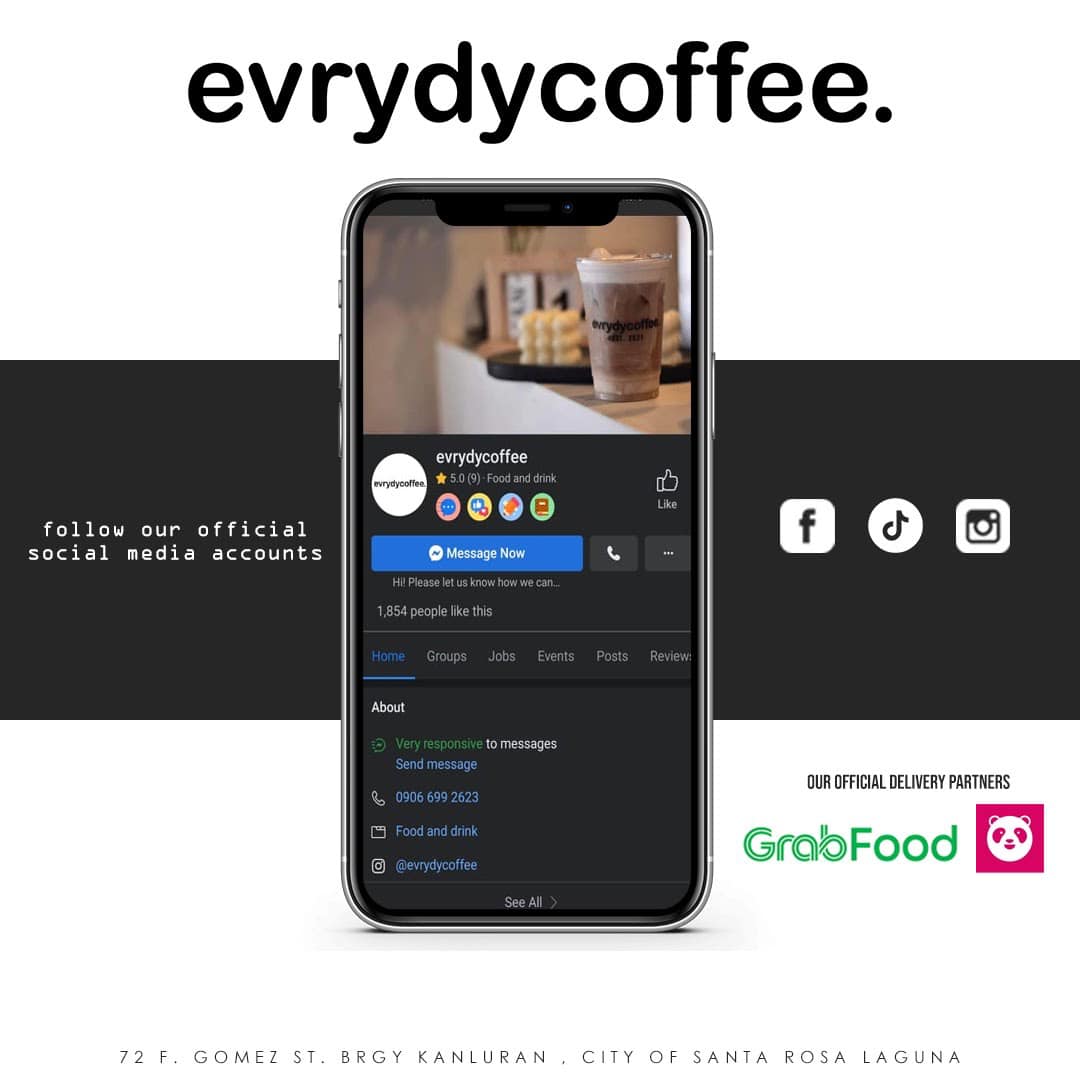 evrydycoffee.
evrydycoffee.
EST. 2021
evrydycoffee.
evrydycoffee
5.0 (9) · Food and drink
Like
Message Now
Hi! Please let us know how we can...
1,854 people like this
Home Groups Jobs Events Posts Reviews
About
Very responsive to messages
Send message
0906 699 2623
Food and drink
@evrydycoffee
See All
follow our official
social media accounts
OUR OFFICIAL DELIVERY PARTNERS
GrabFood
72 F. GOMEZ ST. BRGY KANLURAN , CITY OF SANTA ROSA LAGUNA